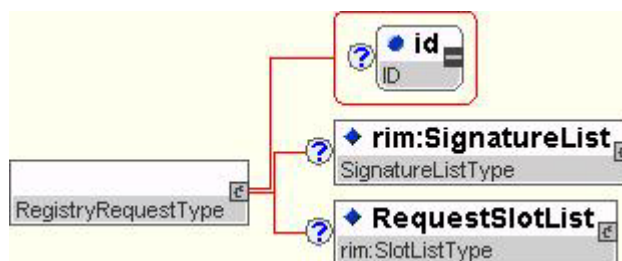 id
ID
rim:SignatureList
SignatureListType
RegistryRequestType
RequestSlotList
rim:SlotListType